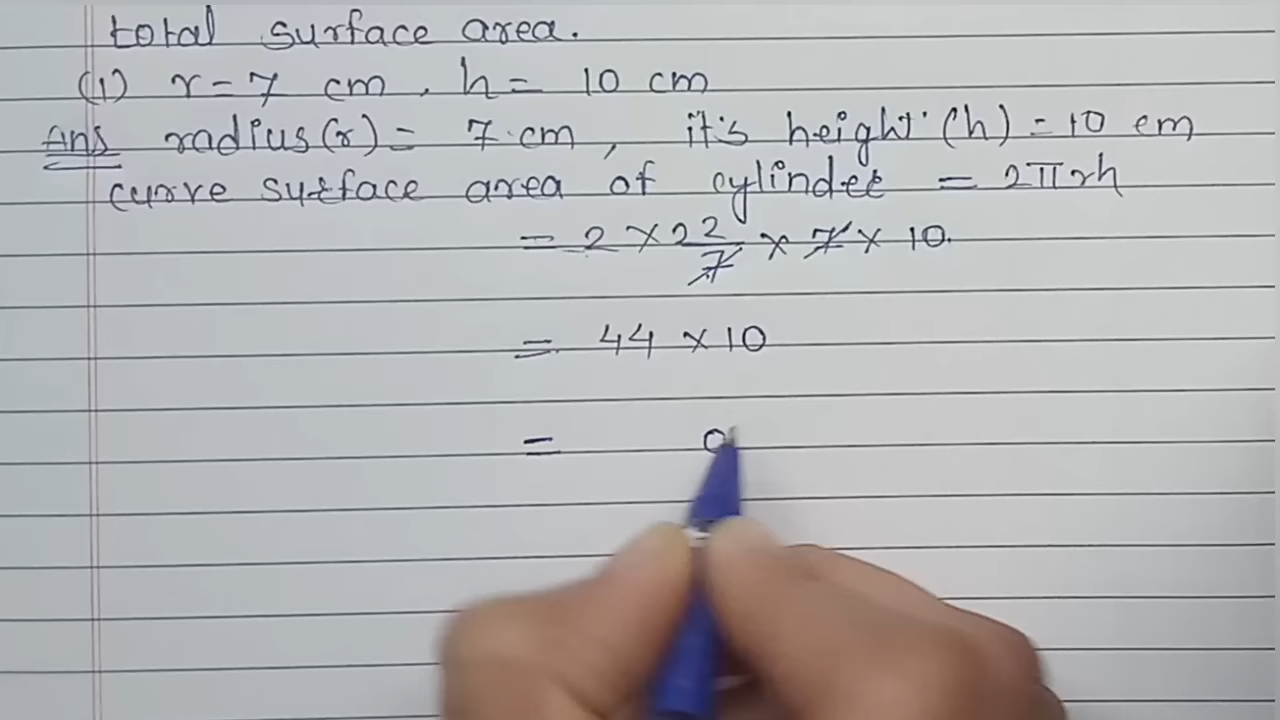 total surface area.
(1) r = 7 cm, h = 10 cm
Ans radius (r) = 7 cm, it's height (h) = 10 cm
curve surface area of cylinder = 2πrh
= 2 × 22/7 × 7 × 10
= 44 × 10
= 0